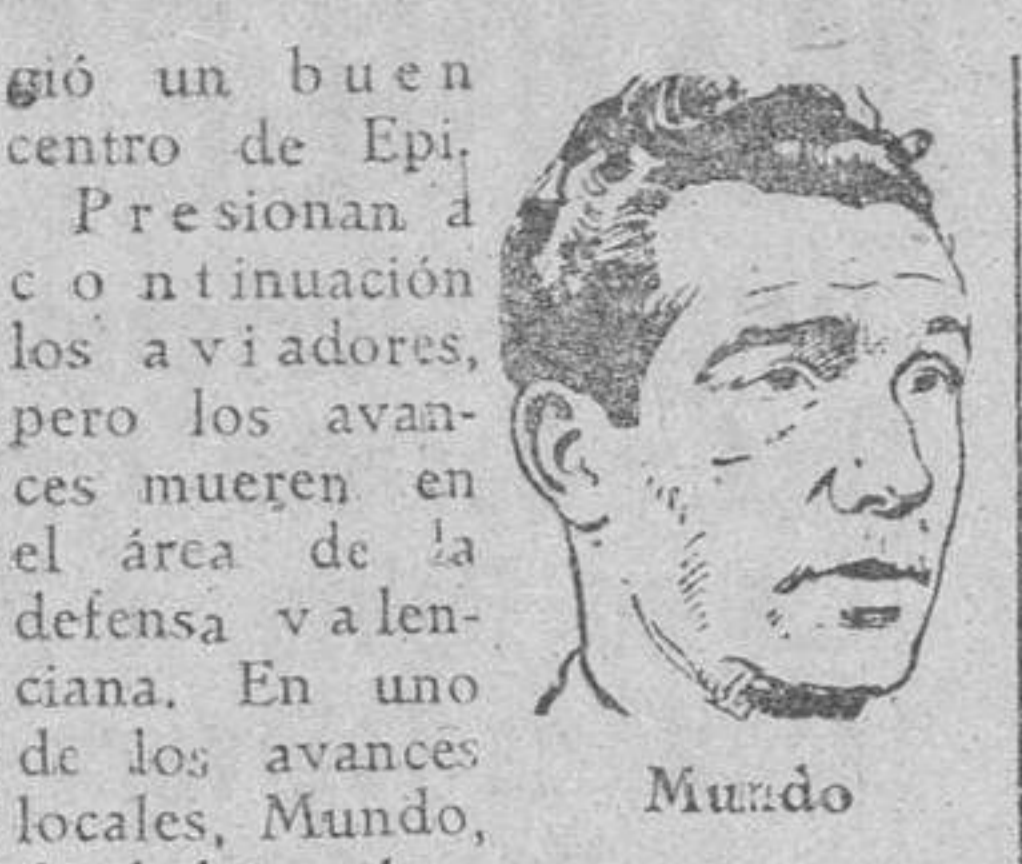 gió un buen
centro de Epi.
Presionan a
continuación
los aviadores,
pero los avan-
ces mueren en
el área de la
defensa valen-
ciana. En uno
de los avances
locales, Mundo,
Mundo